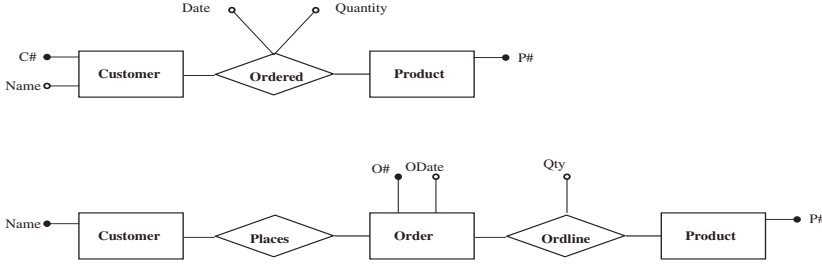 Date Quantity
C# Customer Ordered Product P#
Name
O# ODate Qty
Name Customer Places Order Ordline Product P#